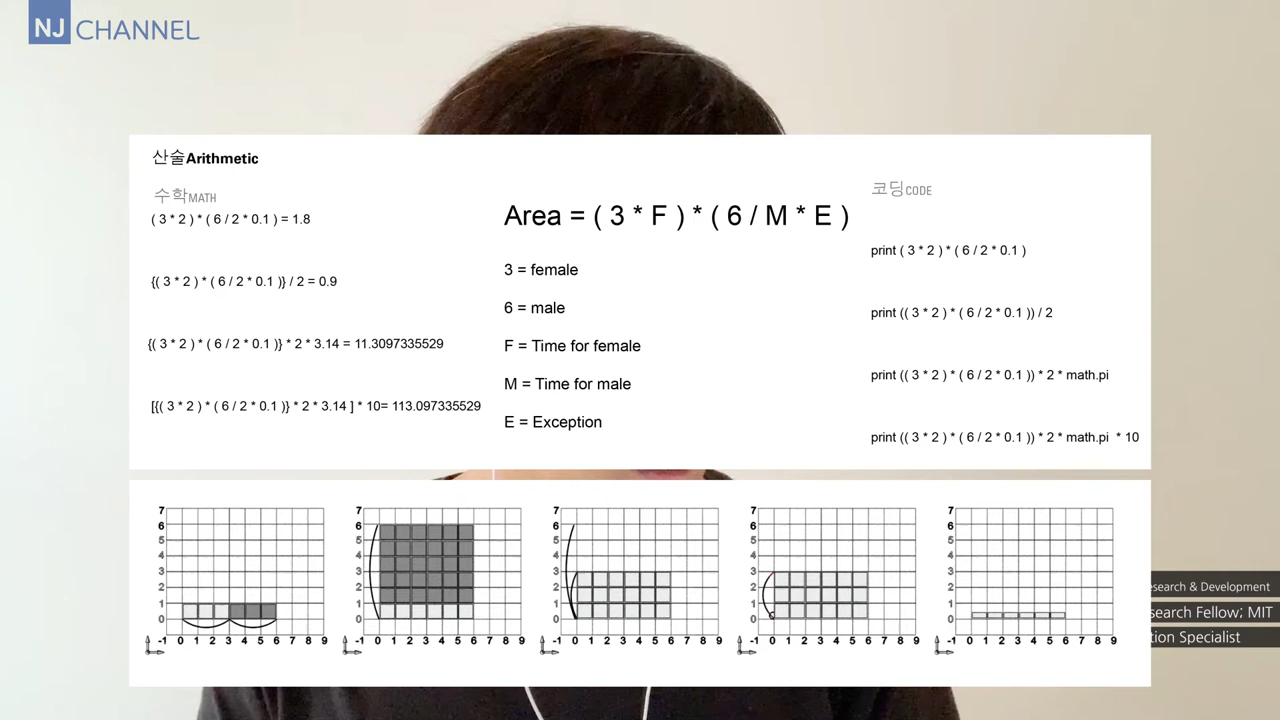 NJ CHANNEL
산술Arithmetic
수학MATH
( 3 * 2 ) * ( 6 / 2 * 0.1 ) = 1.8
{( 3 * 2 ) * ( 6 / 2 * 0.1 )} / 2 = 0.9
{( 3 * 2 ) * ( 6 / 2 * 0.1 )} * 2 * 3.14 = 11.3097335529
[{( 3 * 2 ) * ( 6 / 2 * 0.1 )} * 2 * 3.14 ] * 10= 113.097335529
Area = ( 3 * F ) * ( 6 / M * E )
3 = female
6 = male
F = Time for female
M = Time for male
E = Exception
코딩CODE
print ( 3 * 2 ) * ( 6 / 2 * 0.1 )
print (( 3 * 2 ) * ( 6 / 2 * 0.1 )) / 2
print (( 3 * 2 ) * ( 6 / 2 * 0.1 )) * 2 * math.pi
print (( 3 * 2 ) * ( 6 / 2 * 0.1 )) * 2 * math.pi * 10
7 7 7 7 7
6 6 6 6 6
5 5 5 5 5
4 4 4 4 4
3 3 3 3 3
2 2 2 2 2
1 1 1 1 1
0 0 0 0 0
-1 0 1 2 3 4 5 6 7 8 9 -1 0 1 2 3 4 5 6 7 8 9 -1 0 1 2 3 4 5 6 7 8 9 -1 0 1 2 3 4 5 6 7 8 9 -1 0 1 2 3 4 5 6 7 8 9
esearch & Development
search Fellow; MIT
tion Specialist